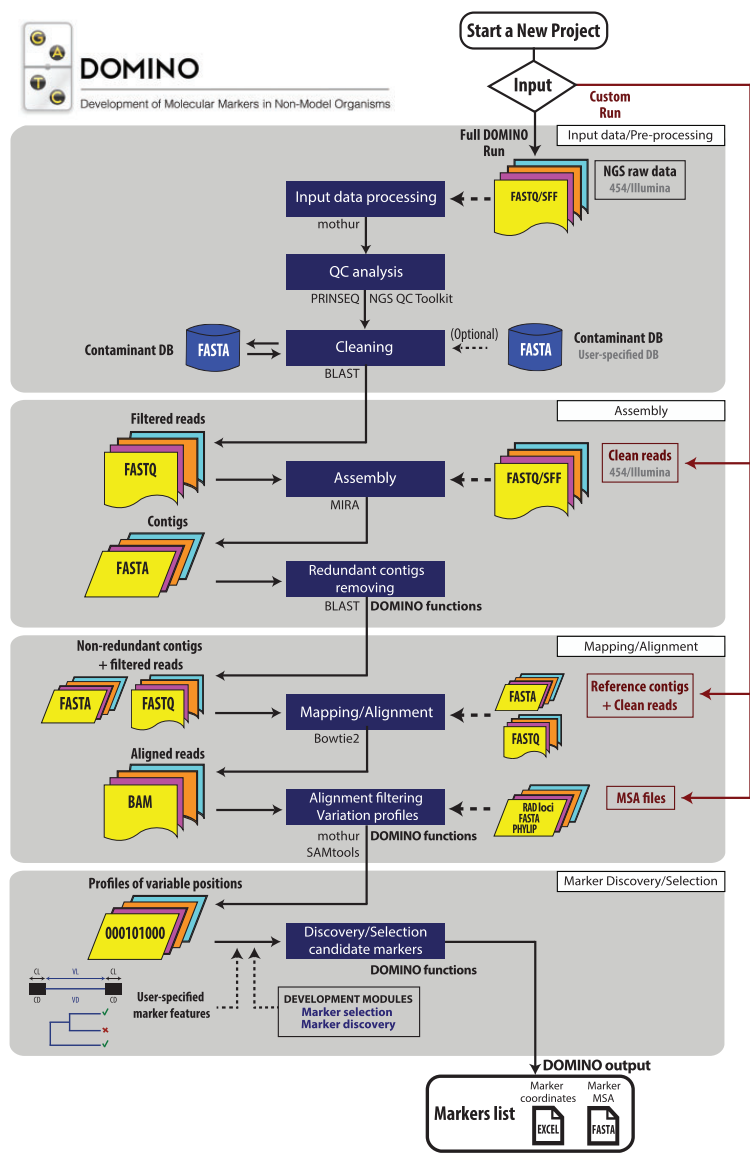 Start a New Project
G
A
T
C
DOMINO
Development of Molecular Markers in Non-Model Organisms
Input
Custom
Run
Full DOMINO
Run
Input data/Pre-processing
NGS raw data
454/Illumina
FASTQ/SFF
Input data processing
mothur
QC analysis
PRINSEQ
NGS QC Toolkit
Contaminant DB
FASTA
Cleaning
(Optional)
FASTA
Contaminant DB
User-specified DB
BLAST
Assembly
Filtered reads
FASTQ
Assembly
MIRA
FASTQ/SFF
Clean reads
454/Illumina
Contigs
FASTA
Redundant contigs
removing
BLAST
DOMINO functions
Mapping/Alignment
Non-redundant contigs
+ filtered reads
FASTA
FASTQ
Mapping/Alignment
Bowtie2
FASTA
FASTQ
Reference contigs
+ Clean reads
Aligned reads
BAM
Alignment filtering
Variation profiles
mothur
SAMtools
DOMINO functions
RAD loci
FASTA
PHYLIP
MSA files
Marker Discovery/Selection
Profiles of variable positions
000101000
Discovery/Selection
candidate markers
DOMINO functions
CL
VL
CL
CD
VD
CD
User-specified
marker features
DEVELOPMENT MODULES
Marker selection
Marker discovery
DOMINO output
Markers list
Marker
coordinates
EXCEL
Marker
MSA
FASTA